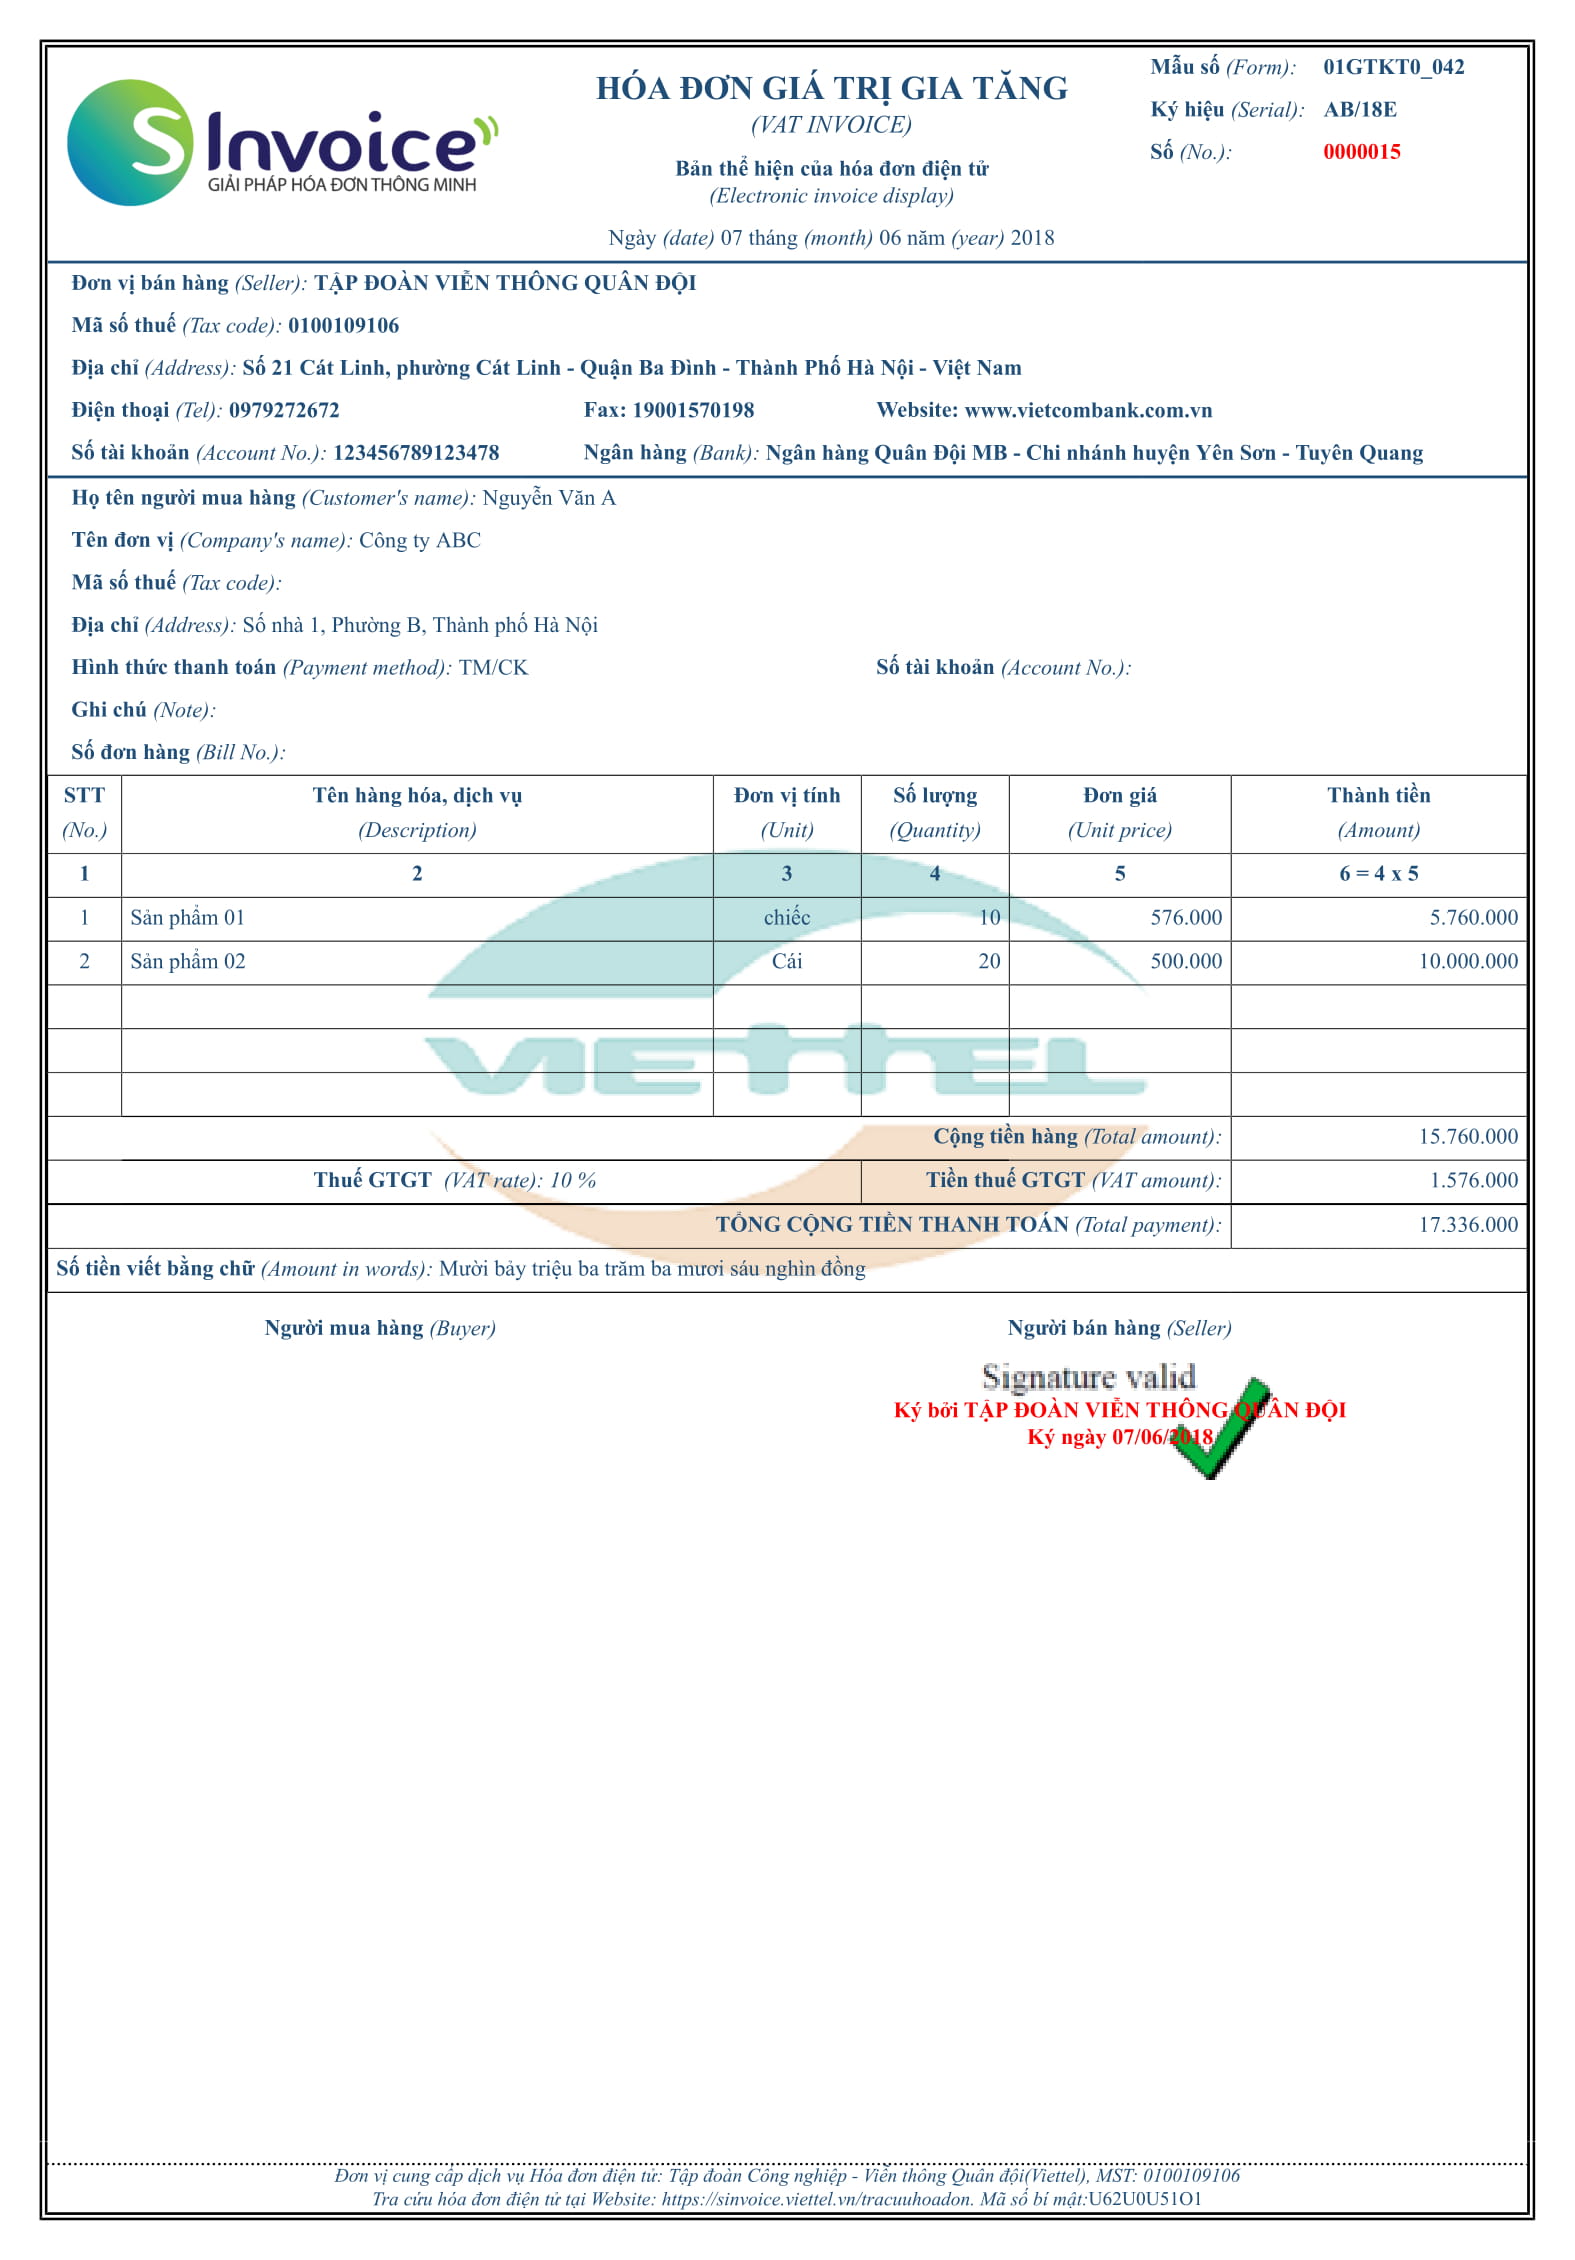 S Invoice
GIẢI PHÁP HÓA ĐƠN THÔNG MINH
HÓA ĐƠN GIÁ TRỊ GIA TĂNG
(VAT INVOICE)
Bản thể hiện của hóa đơn điện tử
(Electronic invoice display)
Ngày (date) 07 tháng (month) 06 năm (year) 2018
Mẫu số (Form): 01GTKT0_042
Ký hiệu (Serial): AB/18E
Số (No.): 0000015
Đơn vị bán hàng (Seller): TẬP ĐOÀN VIỄN THÔNG QUÂN ĐỘI
Mã số thuế (Tax code): 0100109106
Địa chỉ (Address): Số 21 Cát Linh, phường Cát Linh - Quận Ba Đình - Thành Phố Hà Nội - Việt Nam
Điện thoại (Tel): 0979272672 Fax: 19001570198 Website: www.vietcombank.com.vn
Số tài khoản (Account No.): 123456789123478 Ngân hàng (Bank): Ngân hàng Quân Đội MB - Chi nhánh huyện Yên Sơn - Tuyên Quang
Họ tên người mua hàng (Customer's name): Nguyễn Văn A
Tên đơn vị (Company's name): Công ty ABC
Mã số thuế (Tax code):
Địa chỉ (Address): Số nhà 1, Phường B, Thành phố Hà Nội
Hình thức thanh toán (Payment method): TM/CK Số tài khoản (Account No.):
Ghi chú (Note):
Số đơn hàng (Bill No.):
STT Tên hàng hóa, dịch vụ Đơn vị tính Số lượng Đơn giá Thành tiền
(No.) (Description) (Unit) (Quantity) (Unit price) (Amount)
1 2 3 4 5 6 = 4 x 5
1 Sản phẩm 01 chiếc 10 576.000 5.760.000
2 Sản phẩm 02 Cái 20 500.000 10.000.000
VIETTEL
Cộng tiền hàng (Total amount): 15.760.000
Thuế GTGT (VAT rate): 10 % Tiền thuế GTGT (VAT amount): 1.576.000
TỔNG CỘNG TIỀN THANH TOÁN (Total payment): 17.336.000
Số tiền viết bằng chữ (Amount in words): Mười bảy triệu ba trăm ba mươi sáu nghìn đồng
Người mua hàng (Buyer) Người bán hàng (Seller)
Signature valid
Ký bởi TẬP ĐOÀN VIỄN THÔNG QUÂN ĐỘI
Ký ngày 07/06/2018
Đơn vị cung cấp dịch vụ Hóa đơn điện tử: Tập đoàn Công nghiệp - Viễn thông Quân đội(Viettel), MST: 0100109106
Tra cứu hóa đơn điện tử tại Website: https://sinvoice.viettel.vn/tracuuhoadon. Mã số bí mật:U62U0U51O1